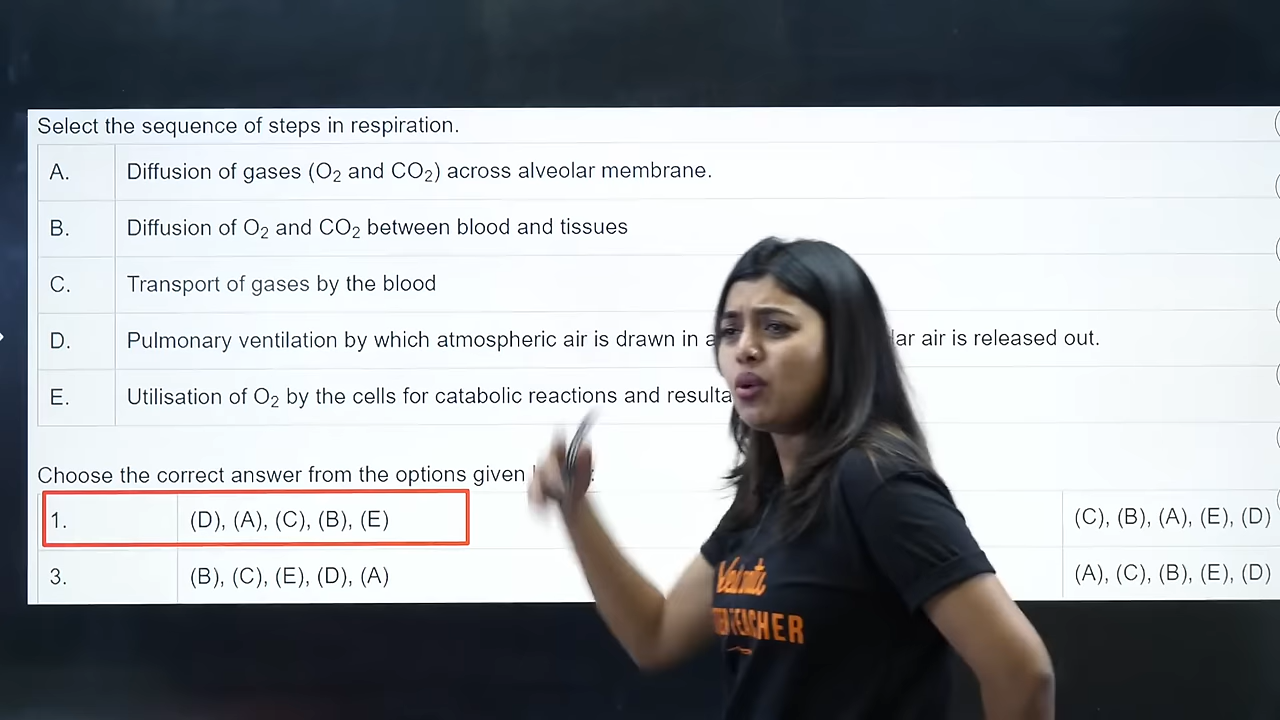 Select the sequence of steps in respiration.
A. Diffusion of gases (O₂ and CO₂) across alveolar membrane.
B. Diffusion of O₂ and CO₂ between blood and tissues
C. Transport of gases by the blood
D. Pulmonary ventilation by which atmospheric air is drawn in air is released out.
E. Utilisation of O₂ by the cells for catabolic reactions and
Choose the correct answer from the options given
1. (D), (A), (C), (B), (E) (C), (B), (A), (E), (D)
3. (B), (C), (E), (D), (A) (A), (C), (B), (E), (D)
TEACHER